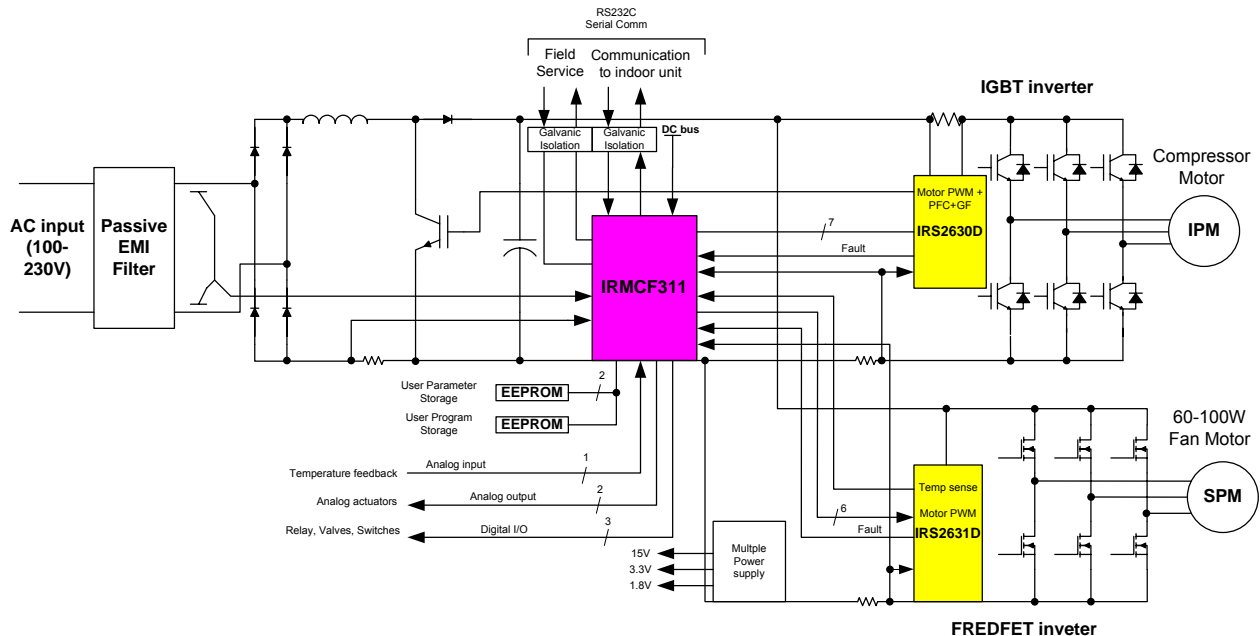 RS232C
Serial Comm
Field
Service
Communication
to indoor unit
Galvanic
Isolation
Galvanic
Isolation
DC bus
IGBT inverter
AC input
(100-
230V)
Passive
EMI
Filter
IRMCF311
Motor PWM +
PFC+GF
IRS2630D
7
Fault
Compressor
Motor
IPM
User Parameter
Storage
EEPROM
2
User Program
Storage
EEPROM
Temperature feedback
Analog input
1
Analog actuators
Analog output
2
Relay, Valves, Switches
Digital I/O
3
15V
3.3V
1.8V
Multple
Power
supply
Temp sense
Motor PWM
IRS2631D
6
Fault
60-100W
Fan Motor
SPM
FREDFET inveter